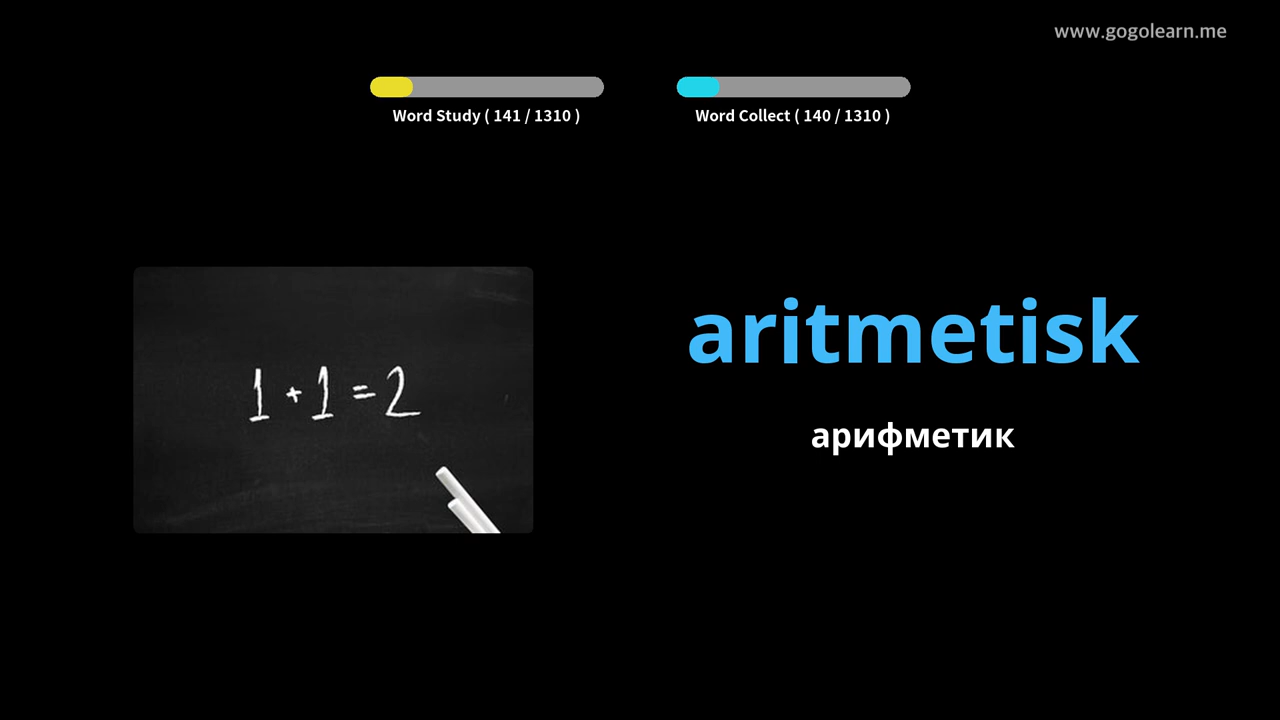 www.gogolearn.me
Word Study ( 141 / 1310 )
Word Collect ( 140 / 1310 )
1 + 1 = 2
aritmetisk
арифметик